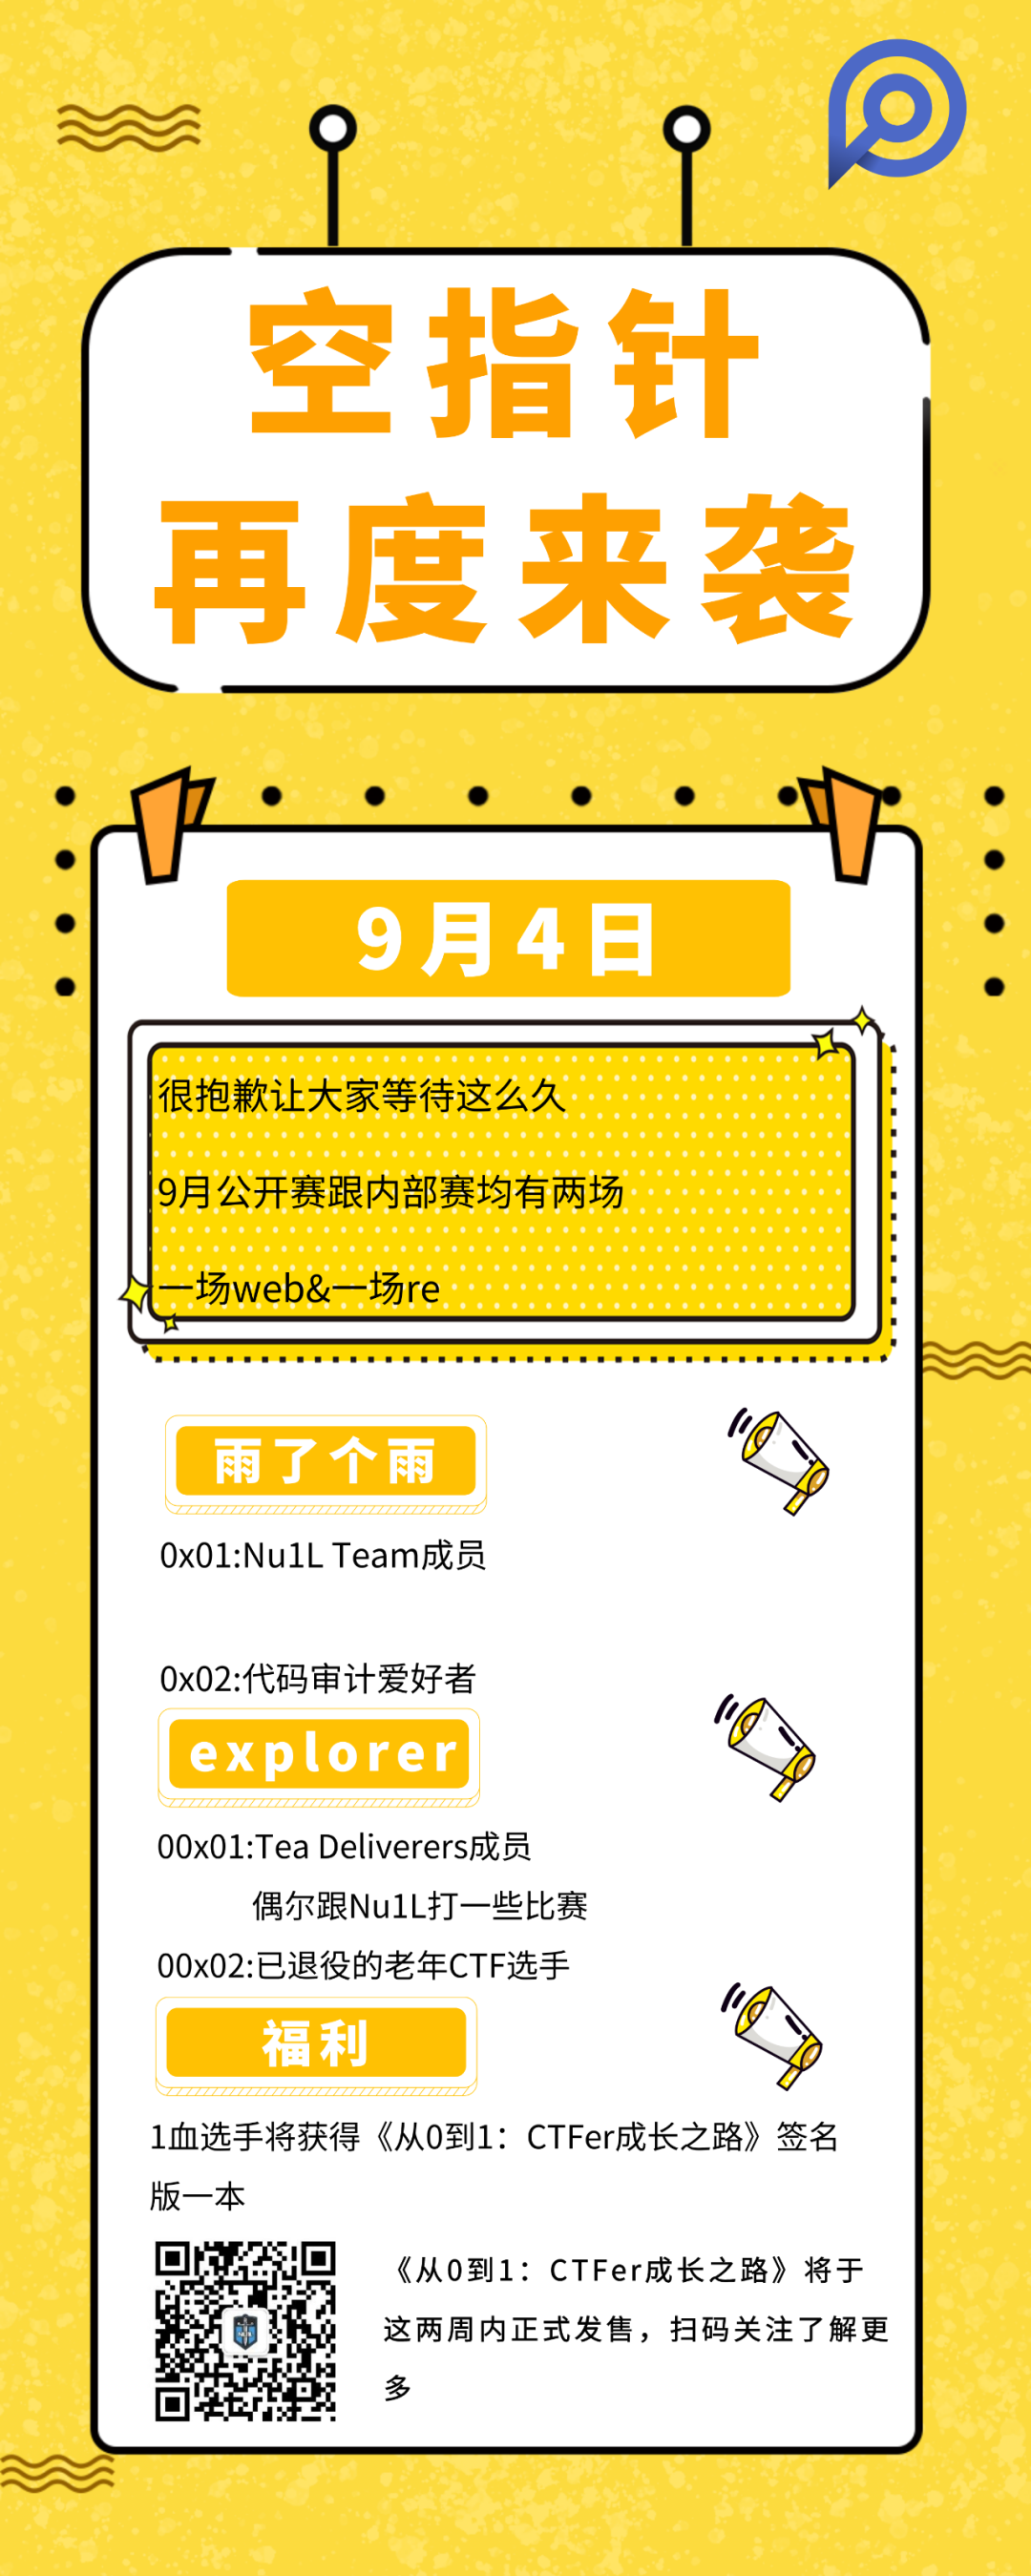 空指针
再度来袭
9月4日
很抱歉让大家等待这么久
9月公开赛跟内部赛均有两场
一场web&一场re
雨了个雨
0x01:Nu1L Team成员
0x02:代码审计爱好者
explorer
00x01:Tea Deliverers成员
偶尔跟Nu1L打一些比赛
00x02:已退役的老年CTF选手
福利
1血选手将获得《从0到1：CTFer成长之路》签名
版一本
《从0到1：CTFer成长之路》将于
这两周内正式发售，扫码关注了解更
多